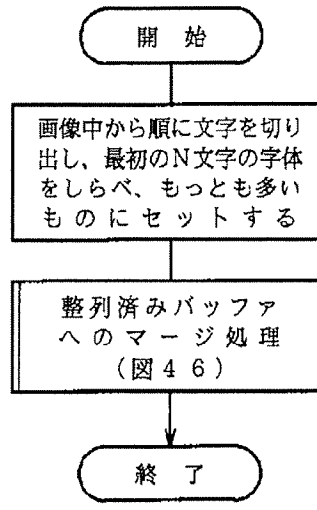 開始
画像中から順に文字を切り
出し、最初のN文字の字体
をしらべ、もっとも多い
ものにセットする
整列済みバッファ
へのマージ処理
(図46)
終了